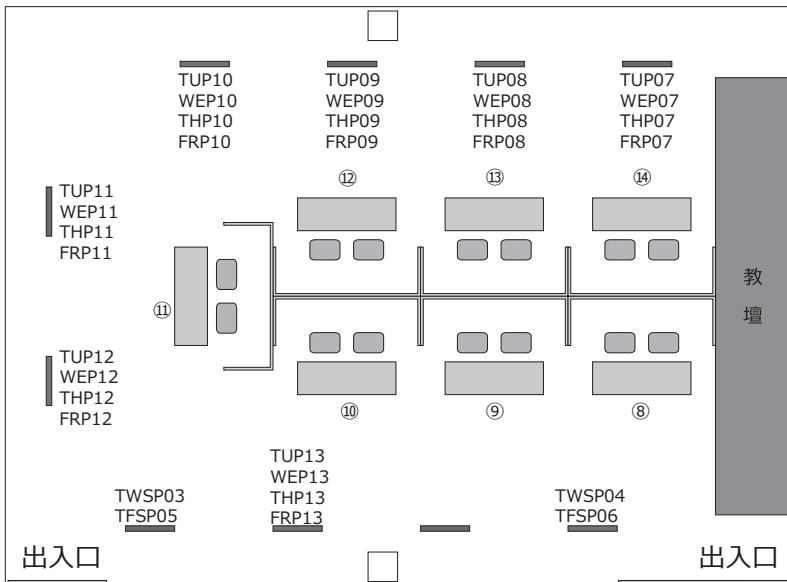 TUP10
WEP10
THP10
FRP10
TUP09
WEP09
THP09
FRP09
TUP08
WEP08
THP08
FRP08
TUP07
WEP07
THP07
FRP07
⑫
⑬
⑭
TUP11
WEP11
THP11
FRP11
教
壇
⑪
TUP12
WEP12
THP12
FRP12
⑩
⑨
⑧
TUP13
WEP13
THP13
FRP13
TWSP03
TFSP05
TWSP04
TFSP06
出入口
出入口